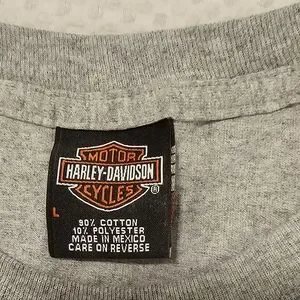 MOTOR
HARLEY-DAVIDSON
CYCLES ®
L
90% COTTON
10% POLYESTER
MADE IN MEXICO
CARE ON REVERSE